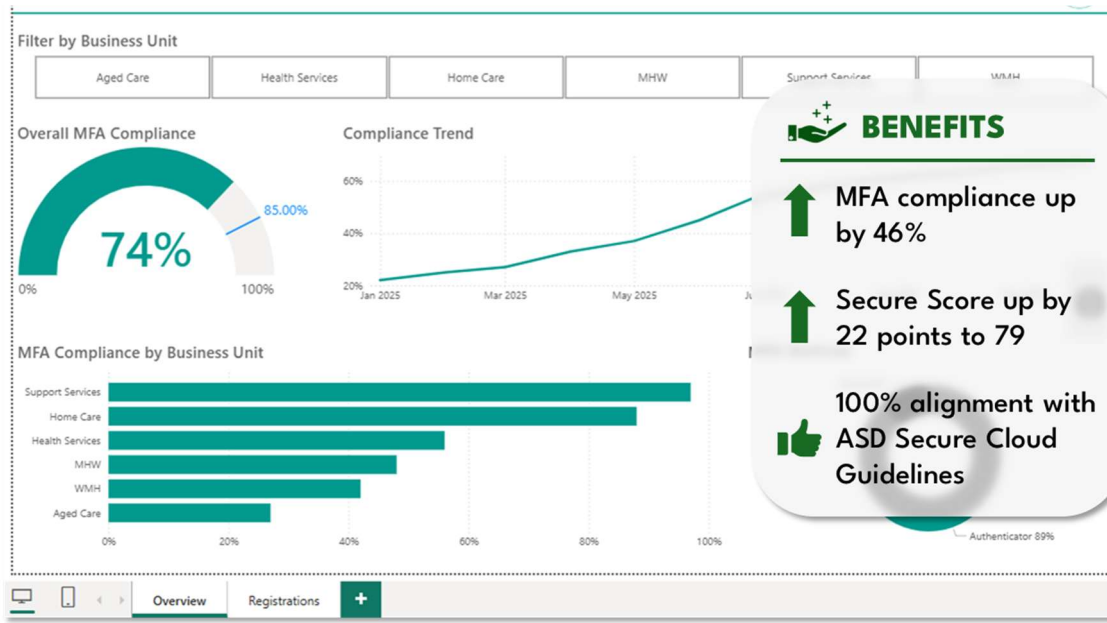 Filter by Business Unit
Aged Care
Health Services
Home Care
MHW
Support Services
WMH
Overall MFA Compliance
85.00%
74%
0%
100%
Compliance Trend
60%
40%
20%
Jan 2025
Mar 2025
May 2025
BENEFITS
MFA compliance up
by 46%
Secure Score up by
22 points to 79
100% alignment with
ASD Secure Cloud
Guidelines
MFA Compliance by Business Unit
Support Services
Home Care
Health Services
MHW
WMH
Aged Care
0%
20%
40%
60%
80%
100%
Authenticator 89%
Overview
Registrations
+